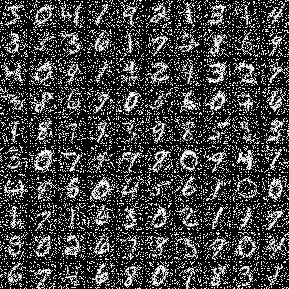 5 0 4 1 9 2 1 3 1 4
3 5 3 6 1 7 2 8 6 9
4 0 9 1 1 2 4 3 2 7
3 8 6 9 0 5 6 0 7 6
1 8 7 9 3 9 8 5 9 3
3 0 7 4 9 8 0 9 4 1
4 4 6 0 4 5 6 1 0 0
1 7 1 6 3 0 2 1 1 7
9 0 2 6 7 8 3 9 0 4
6 7 4 6 8 0 7 8 3 1